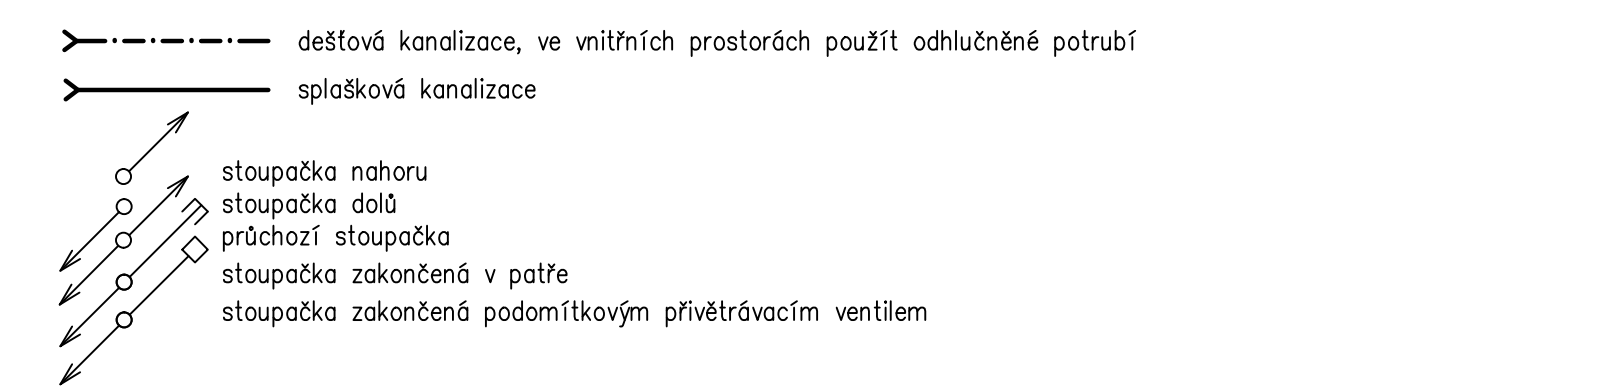 dešťová kanalizace, ve vnitřních prostorách použít odhlučněné potrubí
splašková kanalizace
stoupačka nahoru
stoupačka dolů
průchozí stoupačka
stoupačka zakončená v patře
stoupačka zakončená podomítkovým přivětrávacím ventilem